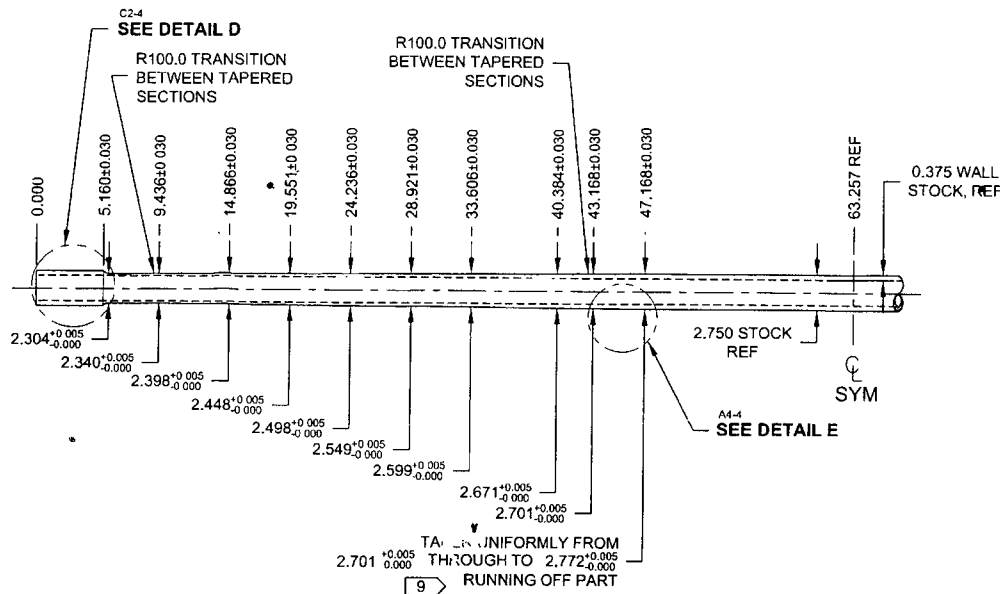 C2-4
SEE DETAIL D
R100.0 TRANSITION
BETWEEN TAPERED
SECTIONS
R100.0 TRANSITION
BETWEEN TAPERED
SECTIONS
0.000
5.160±0.030
9.436±0.030
14.866±0.030
19.551±0.030
24.236±0.030
28.921±0.030
33.606±0.030
40.384±0.030
43.168±0.030
47.168±0.030
63.257 REF
0.375 WALL
STOCK, REF
2.304 +0.005 -0.000
2.340 +0.005 -0.000
2.398 +0.005 -0.000
2.448 +0.005 -0.000
2.498 +0.005 -0.000
2.549 +0.005 -0.000
2.599 +0.005 -0.000
2.671 +0.005 -0.000
2.701 +0.005 -0.000
2.750 STOCK
REF
℄
SYM
A4-4
SEE DETAIL E
UNIFORMLY FROM
2.701 +0.005 0.000 THROUGH TO 2.772 +0.005 -0.000
9 RUNNING OFF PART